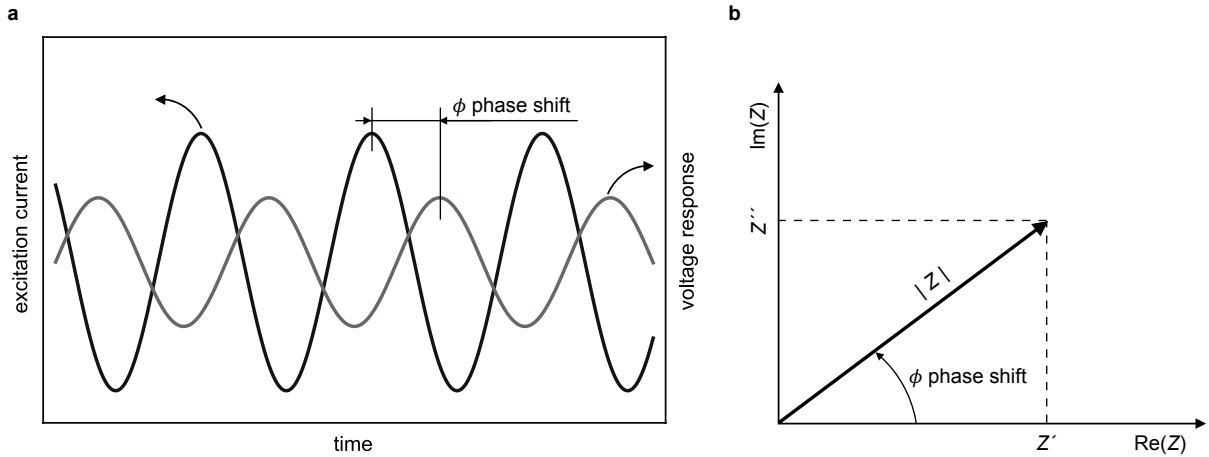 a
excitation current
ϕ phase shift
voltage response
time
b
Im(Z)
Z´´
| Z |
ϕ phase shift
Z´
Re(Z)